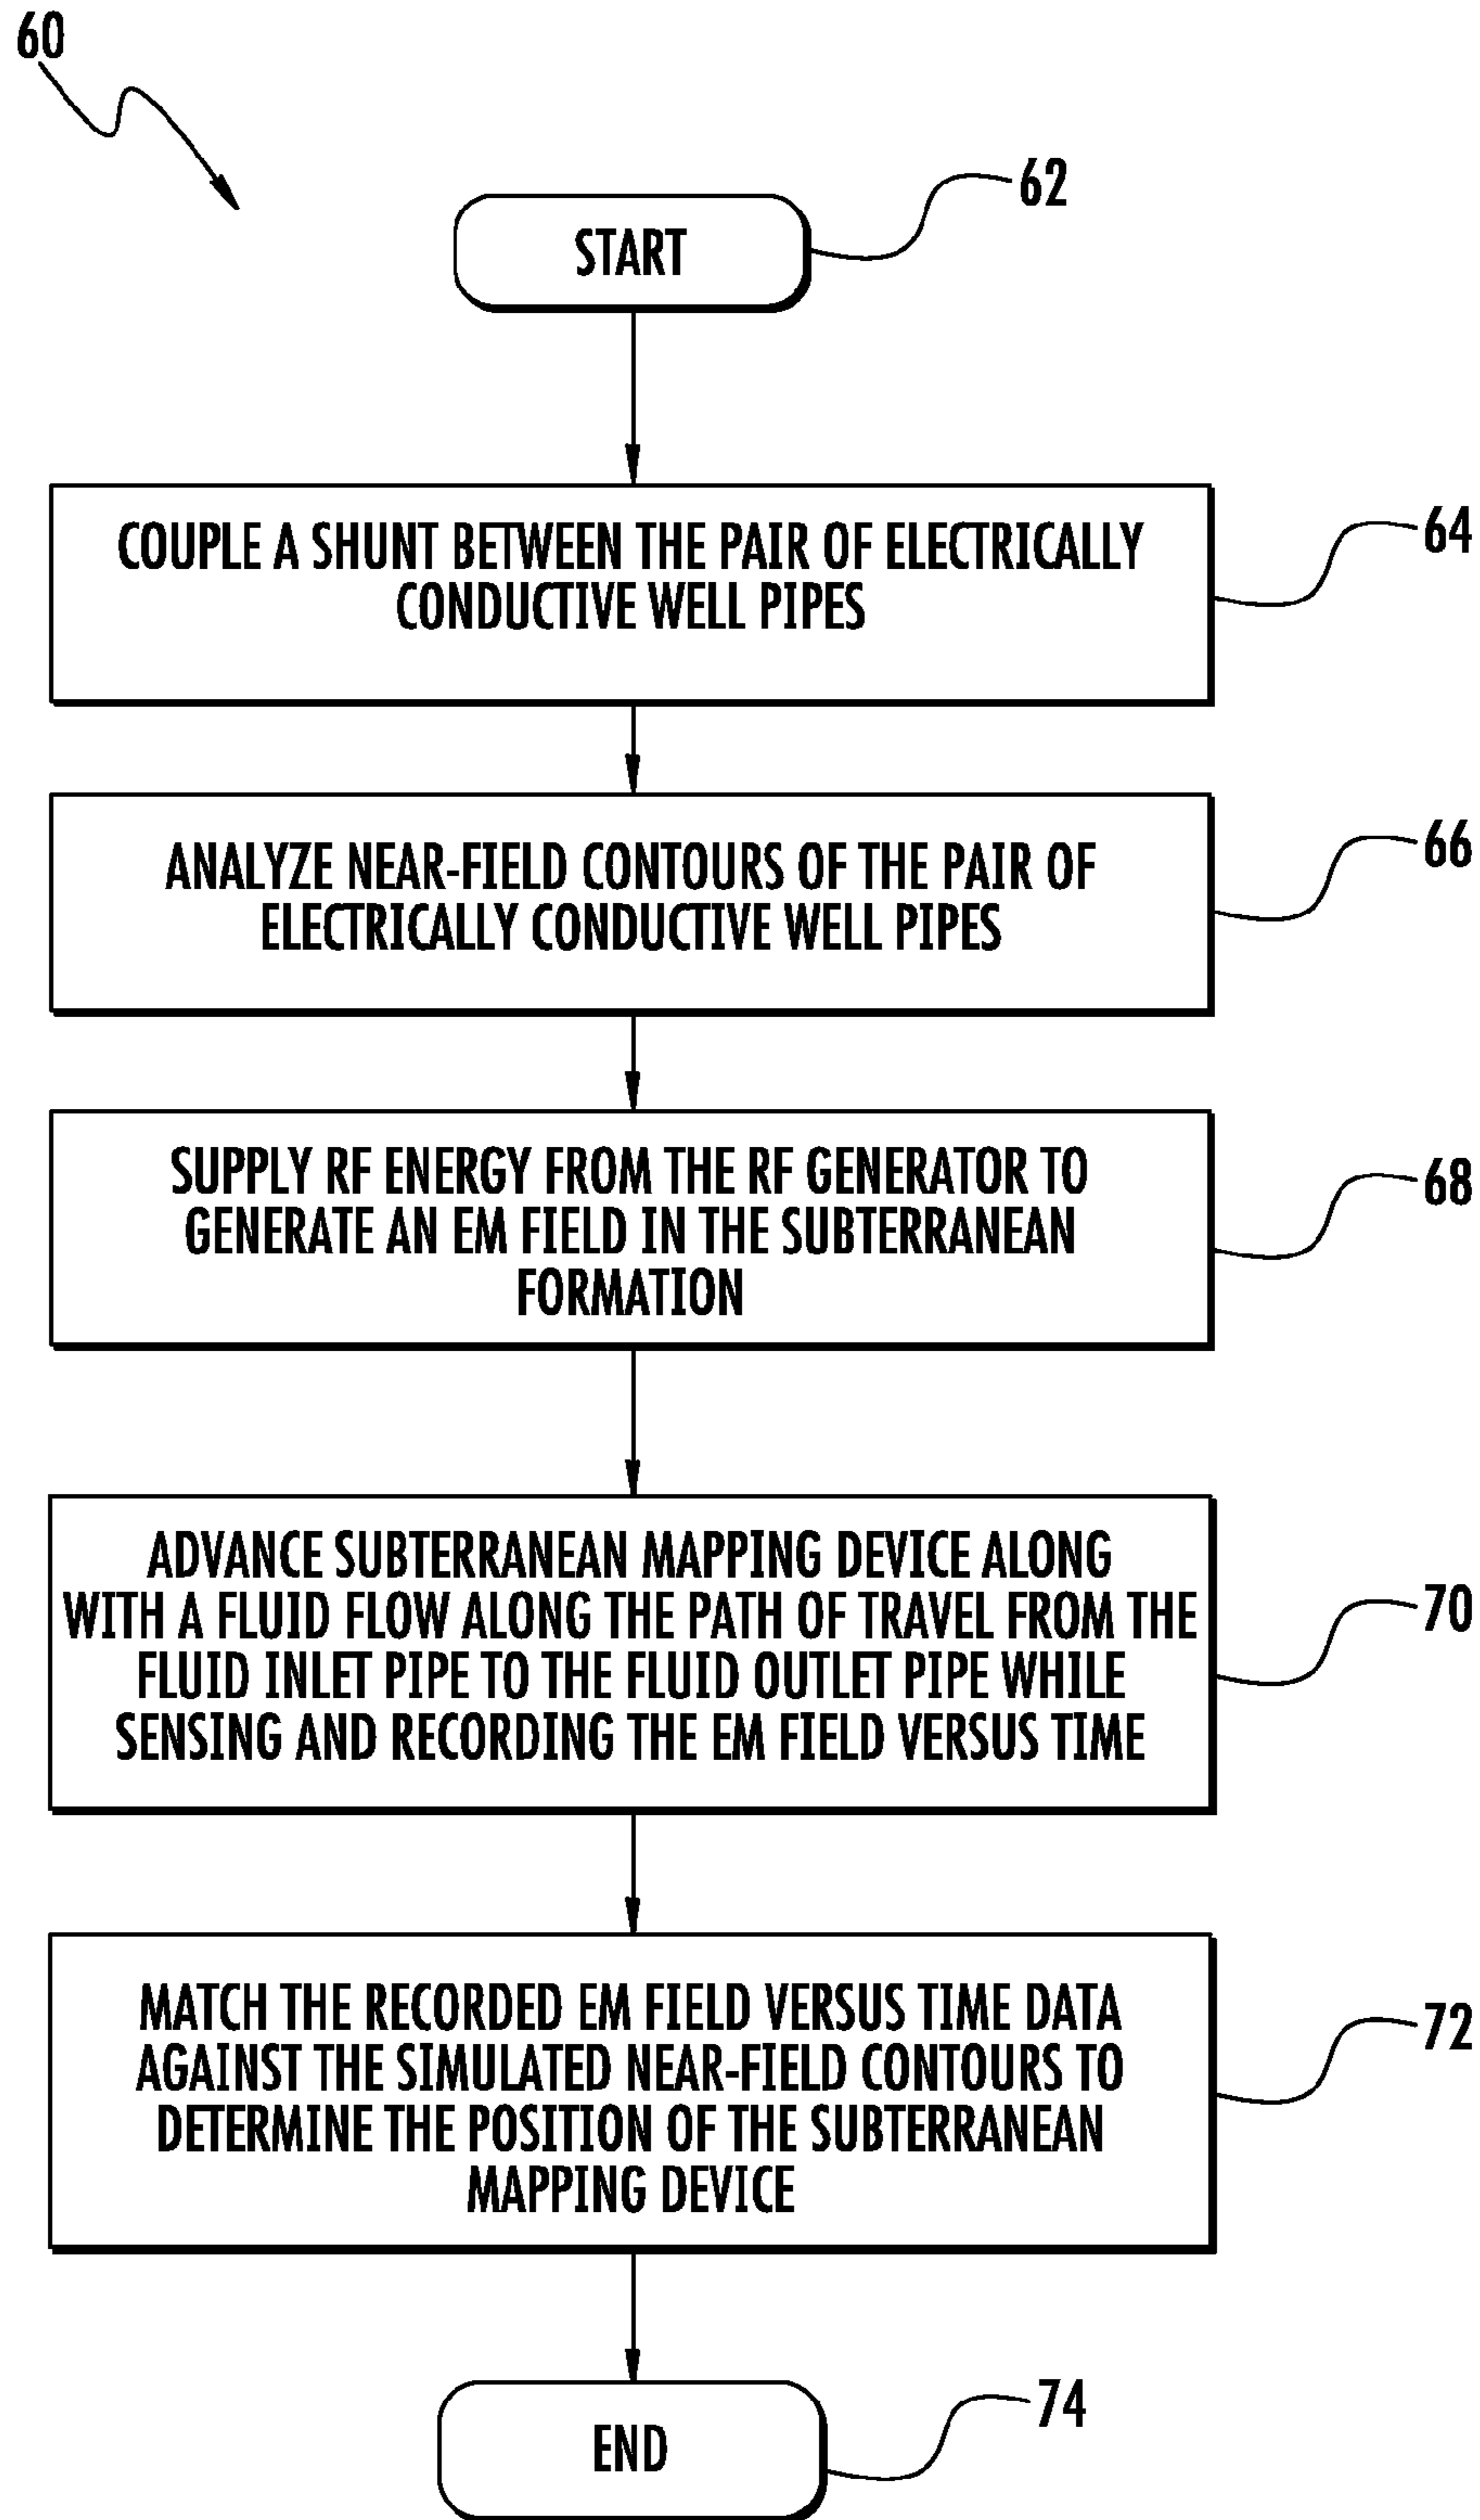 60
START
62
COUPLE A SHUNT BETWEEN THE PAIR OF ELECTRICALLY
CONDUCTIVE WELL PIPES
64
ANALYZE NEAR-FIELD CONTOURS OF THE PAIR OF
ELECTRICALLY CONDUCTIVE WELL PIPES
66
SUPPLY RF ENERGY FROM THE RF GENERATOR TO
GENERATE AN EM FIELD IN THE SUBTERRANEAN
FORMATION
68
ADVANCE SUBTERRANEAN MAPPING DEVICE ALONG
WITH A FLUID FLOW ALONG THE PATH OF TRAVEL FROM THE
FLUID INLET PIPE TO THE FLUID OUTLET PIPE WHILE
SENSING AND RECORDING THE EM FIELD VERSUS TIME
70
MATCH THE RECORDED EM FIELD VERSUS TIME DATA
AGAINST THE SIMULATED NEAR-FIELD CONTOURS TO
DETERMINE THE POSITION OF THE SUBTERRANEAN
MAPPING DEVICE
72
END
74